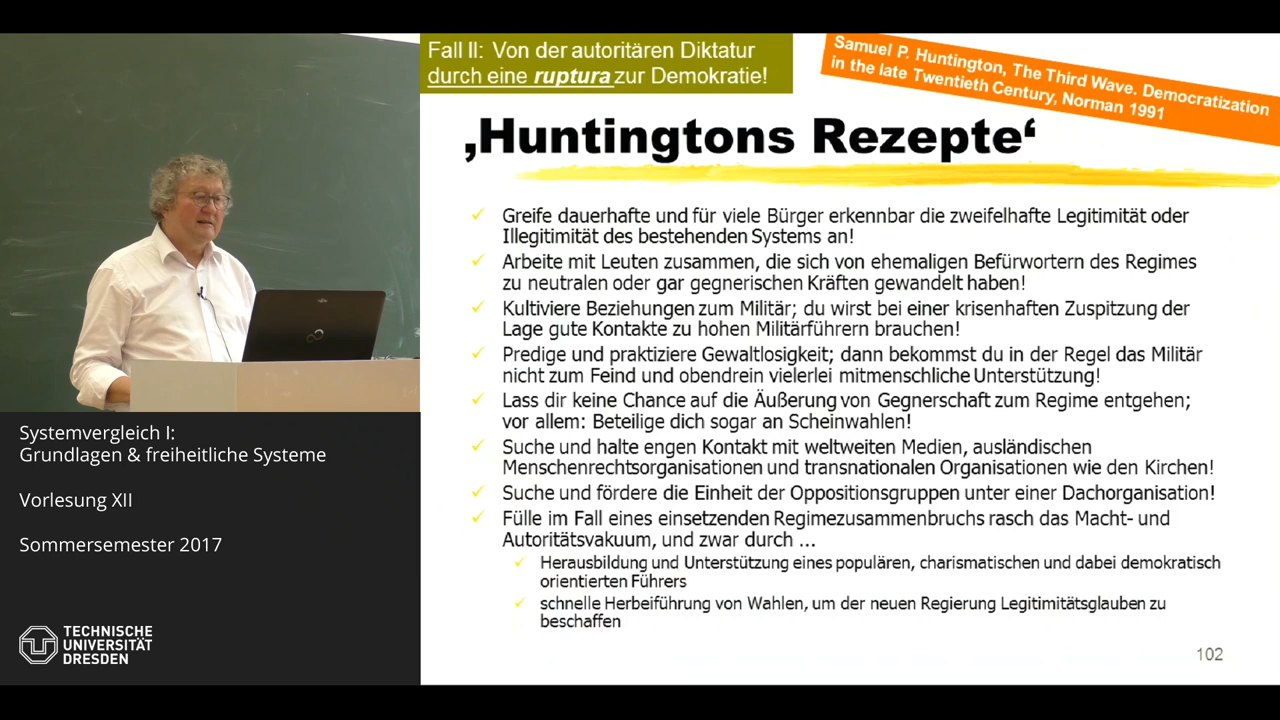 Fall II: Von der autoritären Diktatur
durch eine ruptura zur Demokratie!
Samuel P. Huntington, The Third Wave. Democratization
in the late Twentieth Century, Norman 1991
‚Huntingtons Rezepte‘
Greife dauerhafte und für viele Bürger erkennbar die zweifelhafte Legitimität oder
Illegitimität des bestehenden Systems an!
Arbeite mit Leuten zusammen, die sich von ehemaligen Befürwortern des Regimes
zu neutralen oder gar gegnerischen Kräften gewandelt haben!
Kultiviere Beziehungen zum Militär; du wirst bei einer krisenhaften Zuspitzung der
Lage gute Kontakte zu hohen Militärführern brauchen!
Predige und praktiziere Gewaltlosigkeit; dann bekommst du in der Regel das Militär
nicht zum Feind und obendrein vielerlei mitmenschliche Unterstützung!
Lass dir keine Chance auf die Äußerung von Gegnerschaft zum Regime entgehen;
vor allem: Beteilige dich sogar an Scheinwahlen!
Suche und halte engen Kontakt mit weltweiten Medien, ausländischen
Menschenrechtsorganisationen und transnationalen Organisationen wie den Kirchen!
Suche und fördere die Einheit der Oppositionsgruppen unter einer Dachorganisation!
Fülle im Fall eines einsetzenden Regimezusammenbruchs rasch das Macht- und
Autoritätsvakuum, und zwar durch ...
Herausbildung und Unterstützung eines populären, charismatischen und dabei demokratisch
orientierten Führers
schnelle Herbeiführung von Wahlen, um der neuen Regierung Legitimitätsglauben zu
beschaffen
102
Systemvergleich I:
Grundlagen & freiheitliche Systeme
Vorlesung XII
Sommersemester 2017
TECHNISCHE
UNIVERSITÄT
DRESDEN